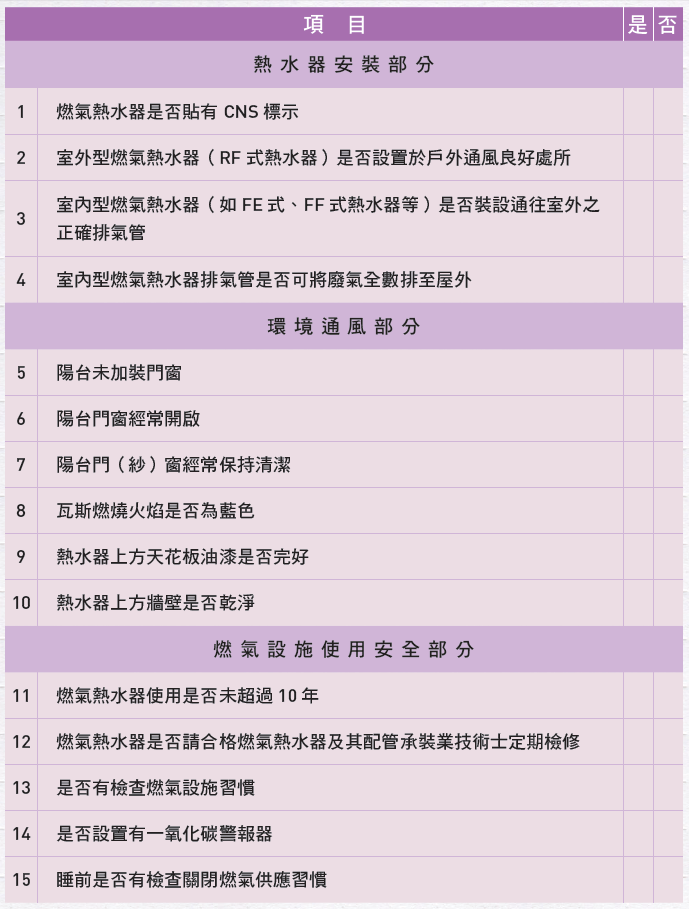 項 目 是 否
熱水器安裝部分
1 燃氣熱水器是否貼有 CNS 標示
2 室外型燃氣熱水器（RF 式熱水器）是否設置於戶外通風良好處所
3 室內型燃氣熱水器（如 FE 式、FF 式熱水器等）是否裝設通往室外之
正確排氣管
4 室內型燃氣熱水器排氣管是否可將廢氣全數排至屋外
環境通風部分
5 陽台未加裝門窗
6 陽台門窗經常開啟
7 陽台門（紗）窗經常保持清潔
8 瓦斯燃燒火焰是否為藍色
9 熱水器上方天花板油漆是否完好
10 熱水器上方牆壁是否乾淨
燃氣設施使用安全部分
11 燃氣熱水器使用是否未超過 10 年
12 燃氣熱水器是否請合格燃氣熱水器及其配管承裝業技術士定期檢修
13 是否有檢查燃氣設施習慣
14 是否設置有一氧化碳警報器
15 睡前是否有檢查關閉燃氣供應習慣